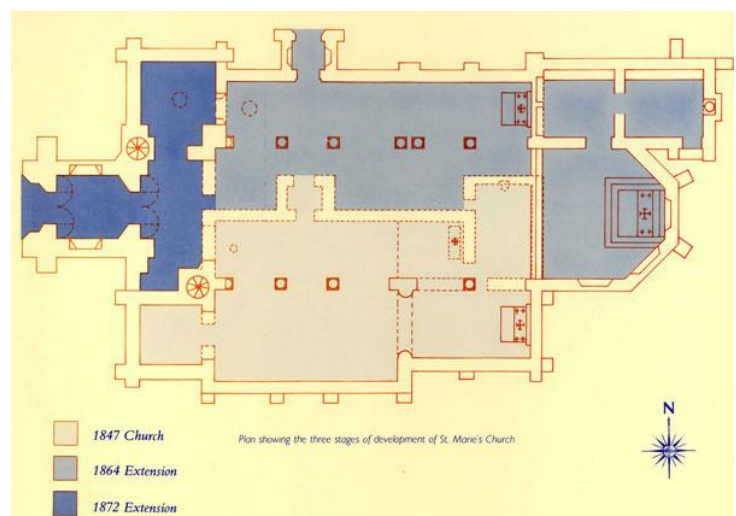 N
1847 Church
Plan showing the three stages of development of St. Marie's Church
1864 Extension
1872 Extension